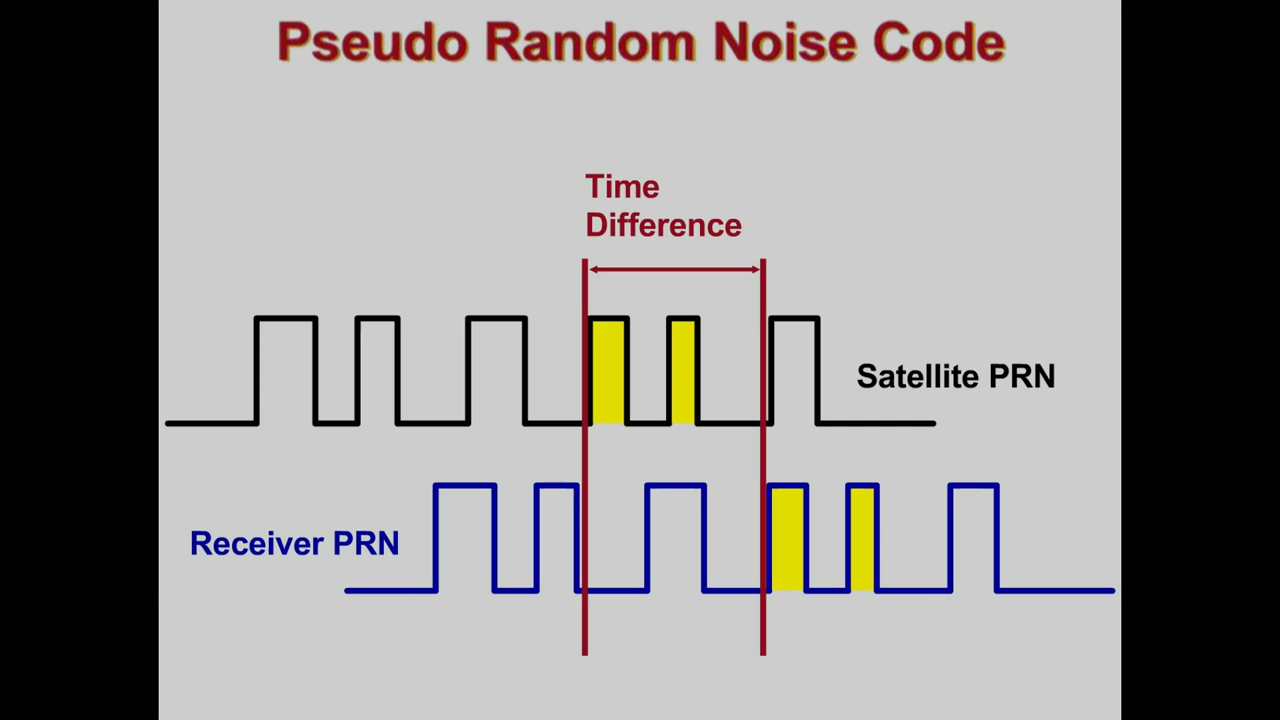 Pseudo Random Noise Code
Time
Difference
Satellite PRN
Receiver PRN